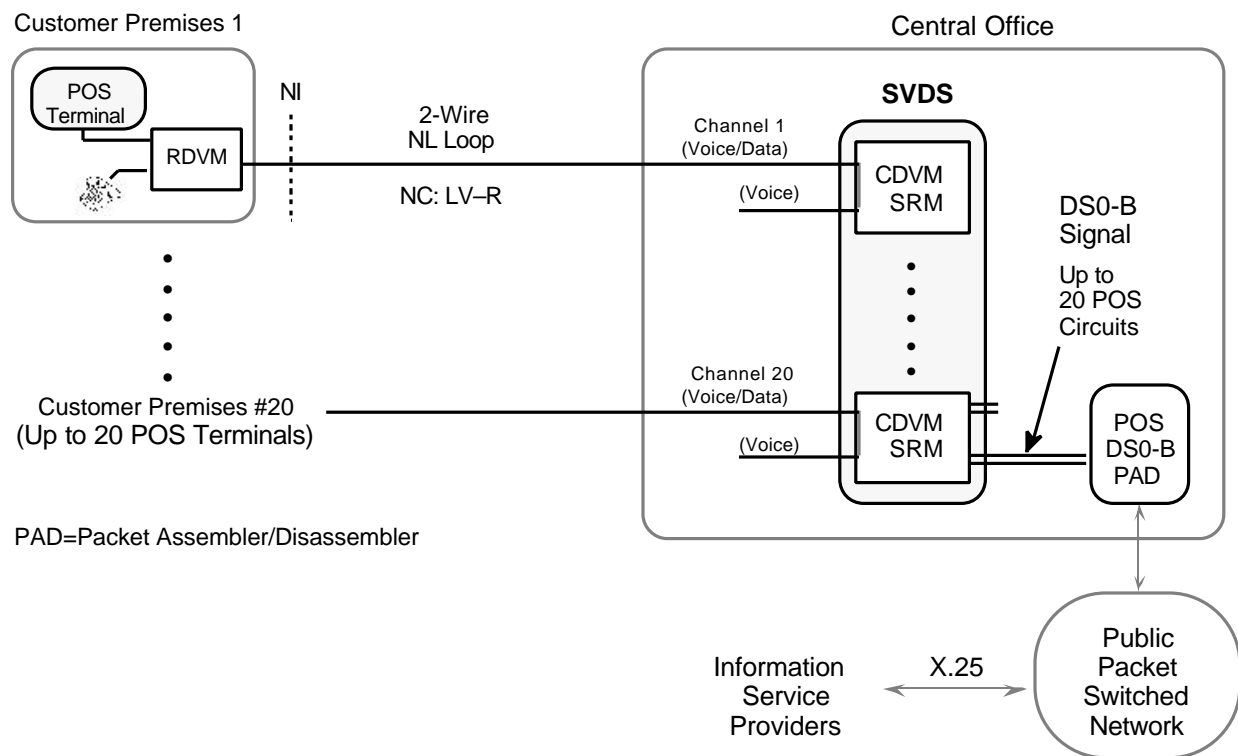 Customer Premises 1
POS
Terminal
RDVM
NI
2-Wire
NL Loop
NC: LV–R
Central Office
SVDS
Channel 1
(Voice/Data)
(Voice)
CDVM
SRM
DS0-B
Signal
Up to
20 POS
Circuits
Customer Premises #20
(Up to 20 POS Terminals)
Channel 20
(Voice/Data)
(Voice)
CDVM
SRM
POS
DS0-B
PAD
PAD=Packet Assembler/Disassembler
Information
Service
Providers
X.25
Public
Packet
Switched
Network